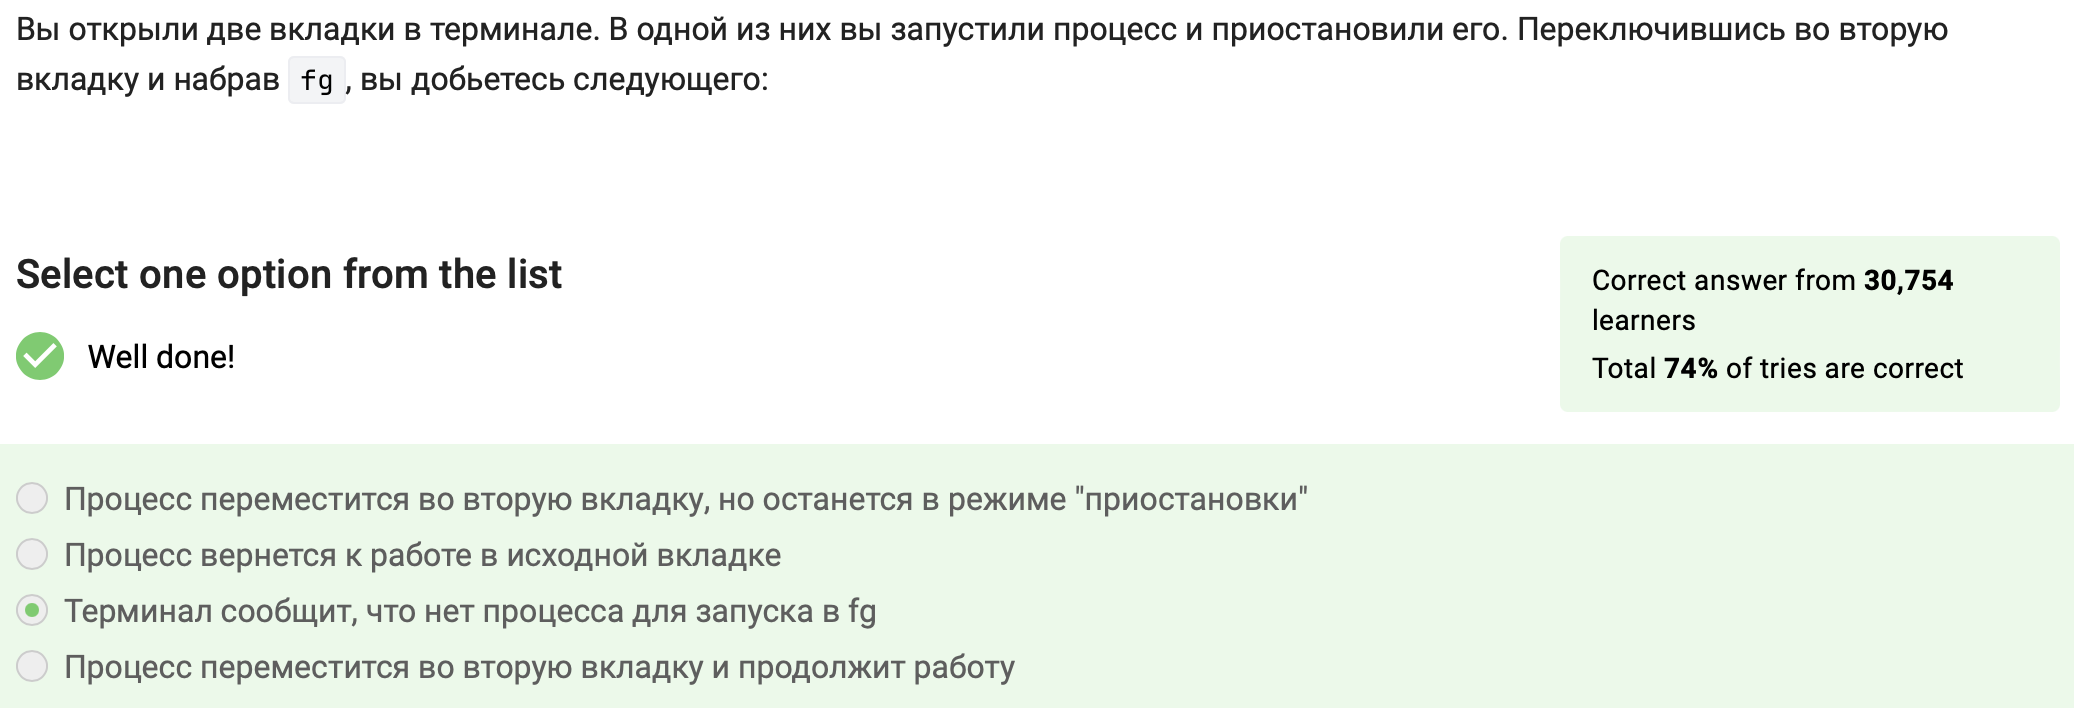 Вы открыли две вкладки в терминале. В одной из них вы запустили процесс и приостановили его. Переключившись во вторую
вкладку и набрав fg, вы добьетесь следующего:
Select one option from the list
Well done!
Correct answer from 30,754
learners
Total 74% of tries are correct
Процесс переместится во вторую вкладку, но останется в режиме "приостановки"
Процесс вернется к работе в исходной вкладке
Терминал сообщит, что нет процесса для запуска в fg
Процесс переместится во вторую вкладку и продолжит работу